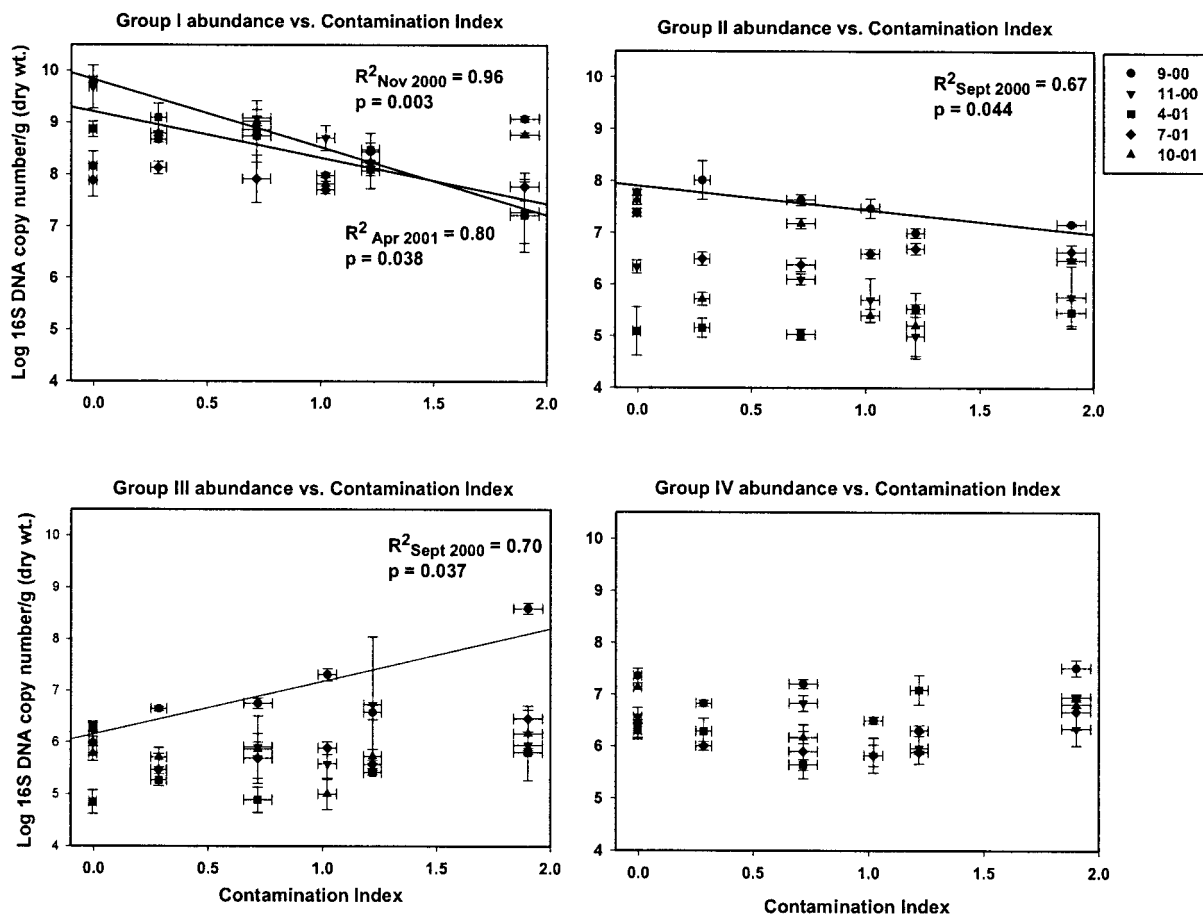 Group I abundance vs. Contamination Index
Group II abundance vs. Contamination Index
Log 16S DNA copy number/g (dry wt.)
10
9
8
7
6
5
4
R²Nov 2000 = 0.96
p = 0.003
R² Apr 2001 = 0.80
p = 0.038
0.0 0.5 1.0 1.5 2.0
10
9
8
7
6
5
4
R²Sept 2000 = 0.67
p = 0.044
0.0 0.5 1.0 1.5 2.0
9-00
11-00
4-01
7-01
10-01
Group III abundance vs. Contamination Index
Group IV abundance vs. Contamination Index
Log 16S DNA copy number/g (dry wt.)
10
9
8
7
6
5
4
R²Sept 2000 = 0.70
p = 0.037
0.0 0.5 1.0 1.5 2.0
Contamination Index
10
9
8
7
6
5
4
0.0 0.5 1.0 1.5 2.0
Contamination Index